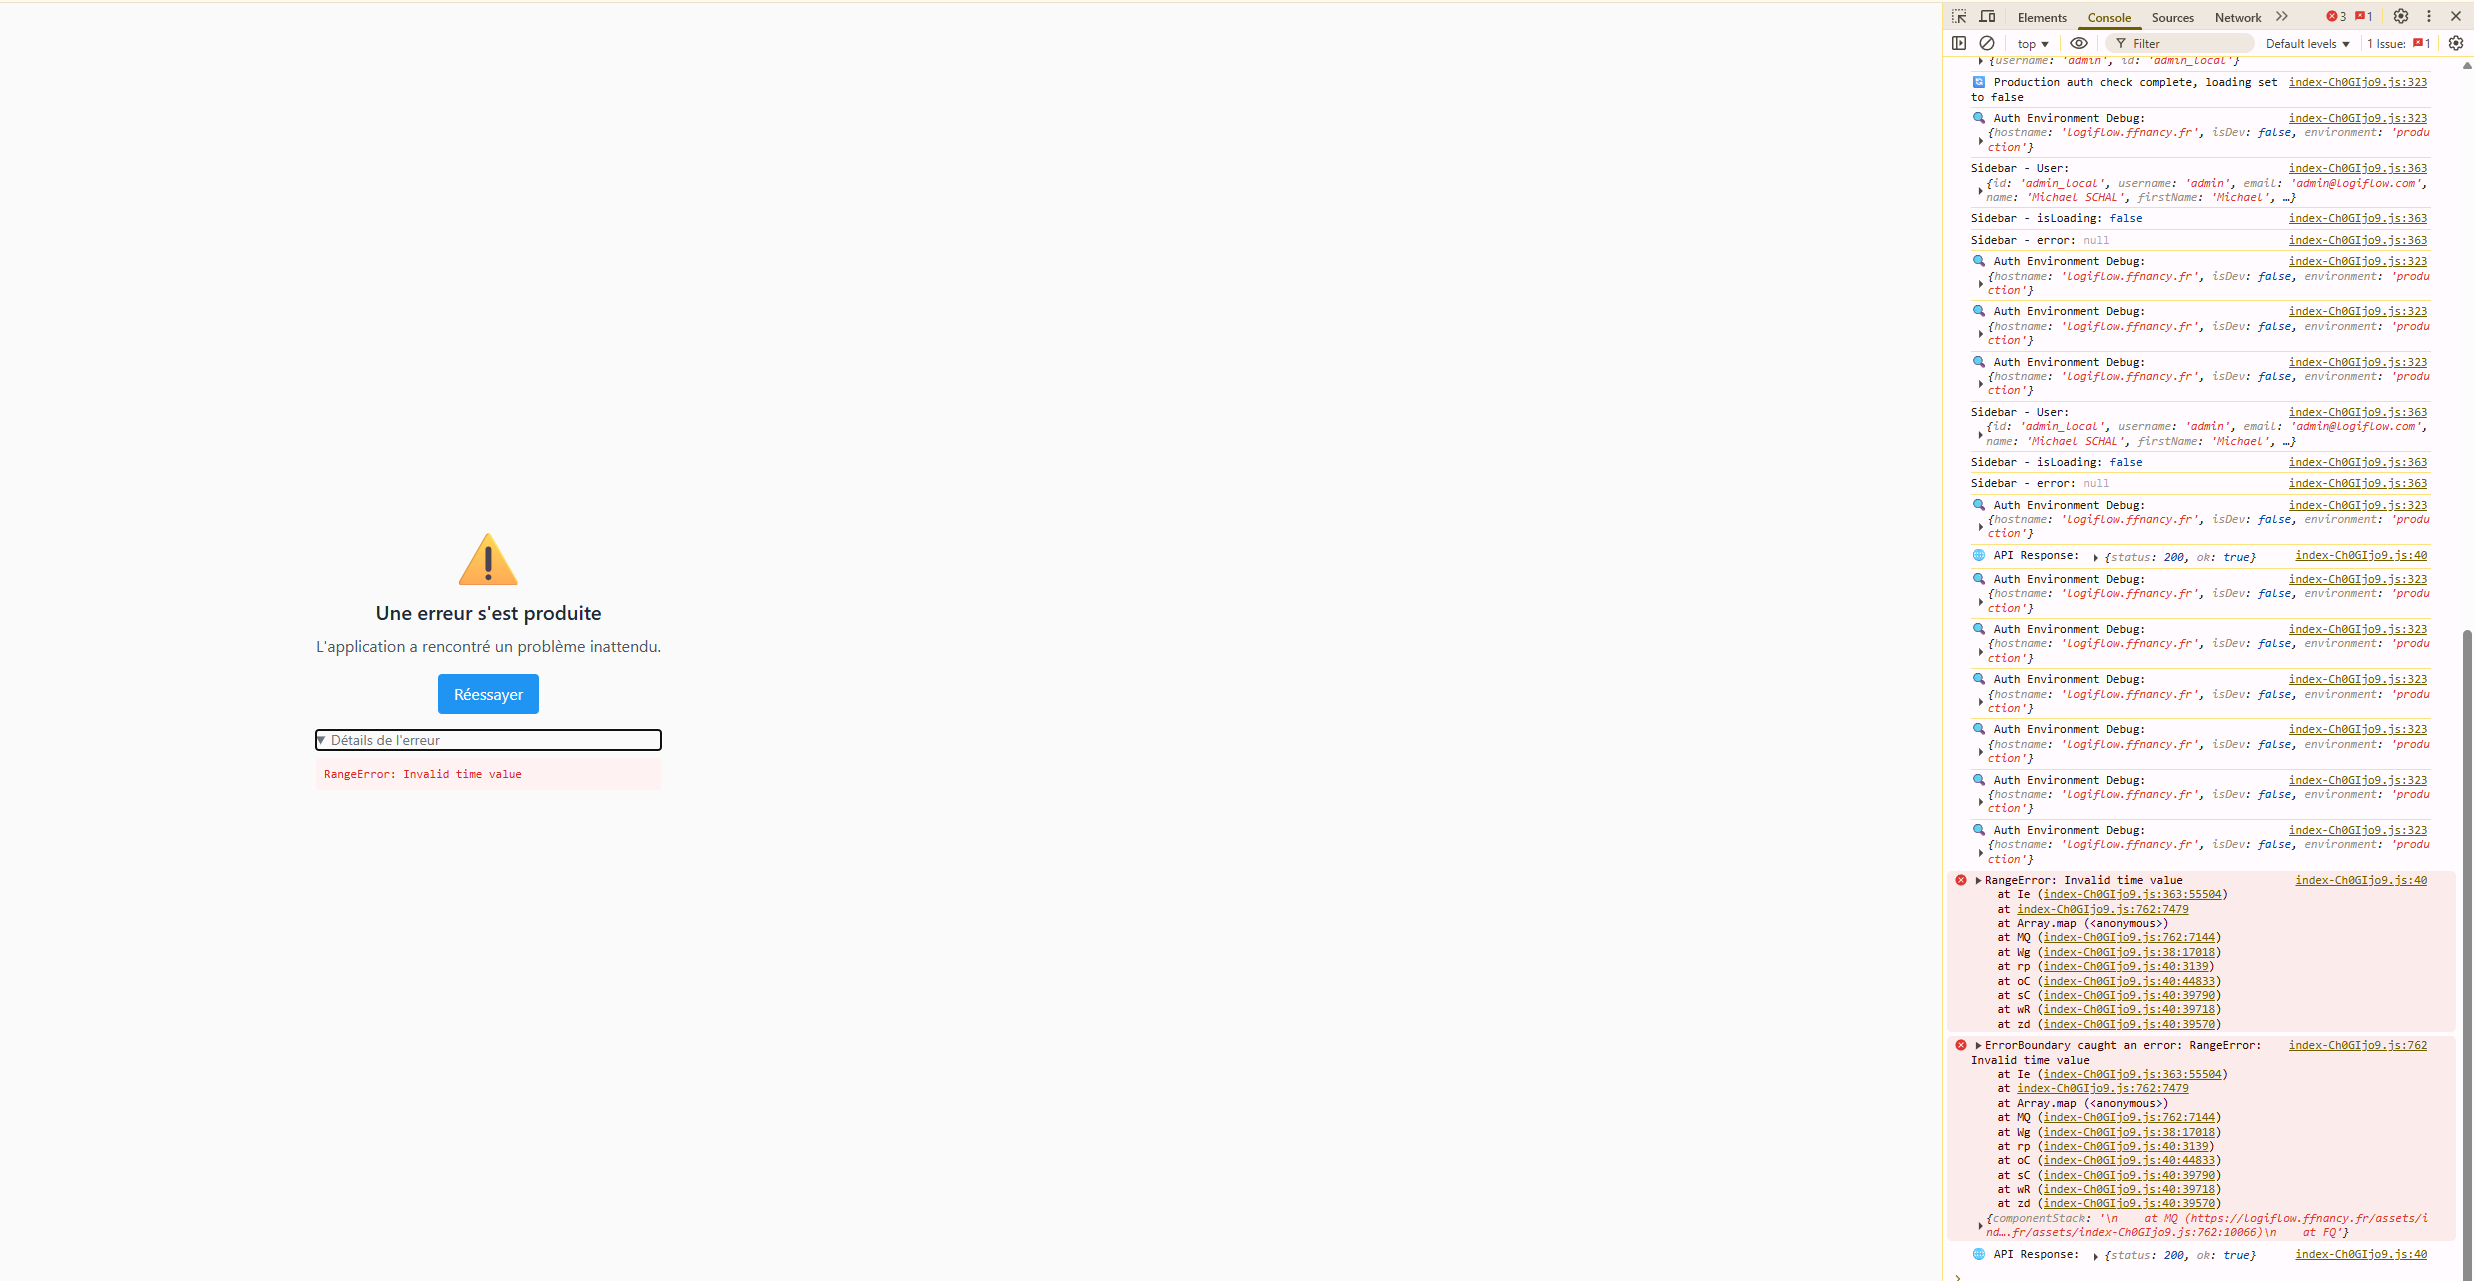 Une erreur s'est produite
L'application a rencontré un problème inattendu.
Réessayer
▼ Détails de l'erreur
RangeError: Invalid time value
Elements Console Sources Network 3 1
top ▼ Filter Default levels ▼ 1 Issue: 1
{username: 'admin', id: 'admin_local'}
Production auth check complete, loading set index-Ch0GIjo9.js:323
to false
Auth Environment Debug: index-Ch0GIjo9.js:323
{hostname: 'logiflow.ffnancy.fr', isDev: false, environment: 'produ
ction'}
Sidebar - User: index-Ch0GIjo9.js:363
{id: 'admin_local', username: 'admin', email: 'admin@logiflow.com',
name: 'Michael SCHAL', firstName: 'Michael', …}
Sidebar - isLoading: false index-Ch0GIjo9.js:363
Sidebar - error: null index-Ch0GIjo9.js:363
Auth Environment Debug: index-Ch0GIjo9.js:323
{hostname: 'logiflow.ffnancy.fr', isDev: false, environment: 'produ
ction'}
Auth Environment Debug: index-Ch0GIjo9.js:323
{hostname: 'logiflow.ffnancy.fr', isDev: false, environment: 'produ
ction'}
Auth Environment Debug: index-Ch0GIjo9.js:323
{hostname: 'logiflow.ffnancy.fr', isDev: false, environment: 'produ
ction'}
Sidebar - User: index-Ch0GIjo9.js:363
{id: 'admin_local', username: 'admin', email: 'admin@logiflow.com',
name: 'Michael SCHAL', firstName: 'Michael', …}
Sidebar - isLoading: false index-Ch0GIjo9.js:363
Sidebar - error: null index-Ch0GIjo9.js:363
Auth Environment Debug: index-Ch0GIjo9.js:323
{hostname: 'logiflow.ffnancy.fr', isDev: false, environment: 'produ
ction'}
API Response: {status: 200, ok: true} index-Ch0GIjo9.js:40
Auth Environment Debug: index-Ch0GIjo9.js:323
{hostname: 'logiflow.ffnancy.fr', isDev: false, environment: 'produ
ction'}
Auth Environment Debug: index-Ch0GIjo9.js:323
{hostname: 'logiflow.ffnancy.fr', isDev: false, environment: 'produ
ction'}
Auth Environment Debug: index-Ch0GIjo9.js:323
{hostname: 'logiflow.ffnancy.fr', isDev: false, environment: 'produ
ction'}
Auth Environment Debug: index-Ch0GIjo9.js:323
{hostname: 'logiflow.ffnancy.fr', isDev: false, environment: 'produ
ction'}
Auth Environment Debug: index-Ch0GIjo9.js:323
{hostname: 'logiflow.ffnancy.fr', isDev: false, environment: 'produ
ction'}
Auth Environment Debug: index-Ch0GIjo9.js:323
{hostname: 'logiflow.ffnancy.fr', isDev: false, environment: 'produ
ction'}
RangeError: Invalid time value index-Ch0GIjo9.js:40
at Ie (index-Ch0GIjo9.js:363:55504)
at index-Ch0GIjo9.js:762:7479
at Array.map (<anonymous>)
at MQ (index-Ch0GIjo9.js:762:7144)
at Wg (index-Ch0GIjo9.js:38:17018)
at rp (index-Ch0GIjo9.js:40:3139)
at oC (index-Ch0GIjo9.js:40:44833)
at sC (index-Ch0GIjo9.js:40:39790)
at wR (index-Ch0GIjo9.js:40:39718)
at zd (index-Ch0GIjo9.js:40:39570)
ErrorBoundary caught an error: RangeError: index-Ch0GIjo9.js:762
Invalid time value
at Ie (index-Ch0GIjo9.js:363:55504)
at index-Ch0GIjo9.js:762:7479
at Array.map (<anonymous>)
at MQ (index-Ch0GIjo9.js:762:7144)
at Wg (index-Ch0GIjo9.js:38:17018)
at rp (index-Ch0GIjo9.js:40:3139)
at oC (index-Ch0GIjo9.js:40:44833)
at sC (index-Ch0GIjo9.js:40:39790)
at wR (index-Ch0GIjo9.js:40:39718)
at zd (index-Ch0GIjo9.js:40:39570)
{componentStack: '\n    at MQ (https://logiflow.ffnancy.fr/assets/i
nd….fr/assets/index-Ch0GIjo9.js:762:10066)\n    at FQ'}
API Response: {status: 200, ok: true} index-Ch0GIjo9.js:40